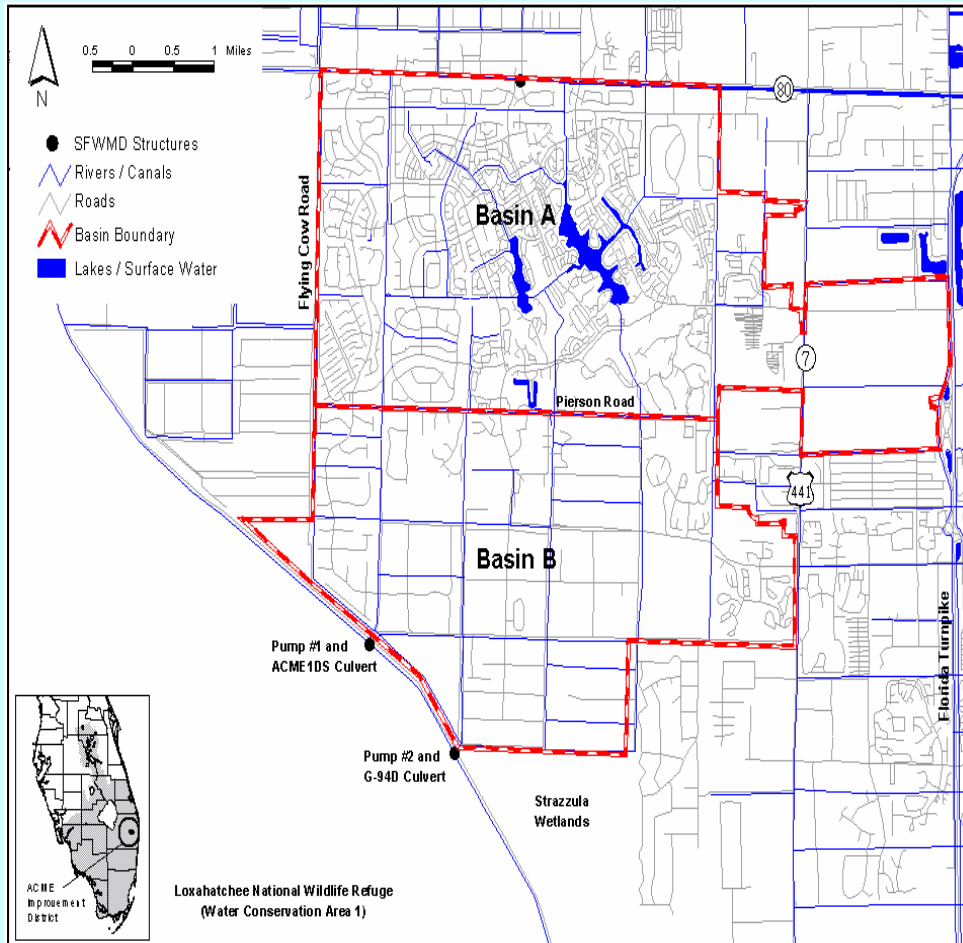 0.5 0 0.5 1 Miles
N
SFWMD Structures
Rivers / Canals
Roads
Basin Boundary
Lakes / Surface Water
80
Basin A
Flying Cow Road
7
Pierson Road
441
Basin B
Florida Turnpike
Pump #1 and
ACME1DS Culvert
Pump #2 and
G-94D Culvert
Strazzula
Wetlands
ACME
Improvement
District
Loxahatchee National Wildlife Refuge
(Water Conservation Area 1)